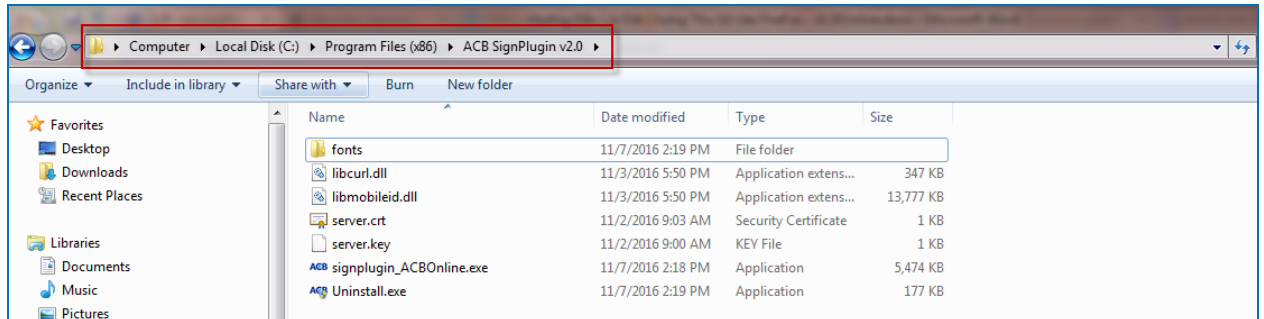 Computer Local Disk (C:) Program Files (x86) ACB SignPlugin v2.0
Organize Include in library Share with Burn New folder
Favorites
Desktop
Downloads
Recent Places
Libraries
Documents
Music
Pictures
Name Date modified Type Size
fonts 11/7/2016 2:19 PM File folder
libcurl.dll 11/3/2016 5:50 PM Application extens... 347 KB
libmobileid.dll 11/3/2016 5:50 PM Application extens... 13,777 KB
server.crt 11/2/2016 9:03 AM Security Certificate 1 KB
server.key 11/2/2016 9:00 AM KEY File 1 KB
ACB signplugin_ACBOnline.exe 11/7/2016 2:18 PM Application 5,474 KB
ACB Uninstall.exe 11/7/2016 2:19 PM Application 177 KB